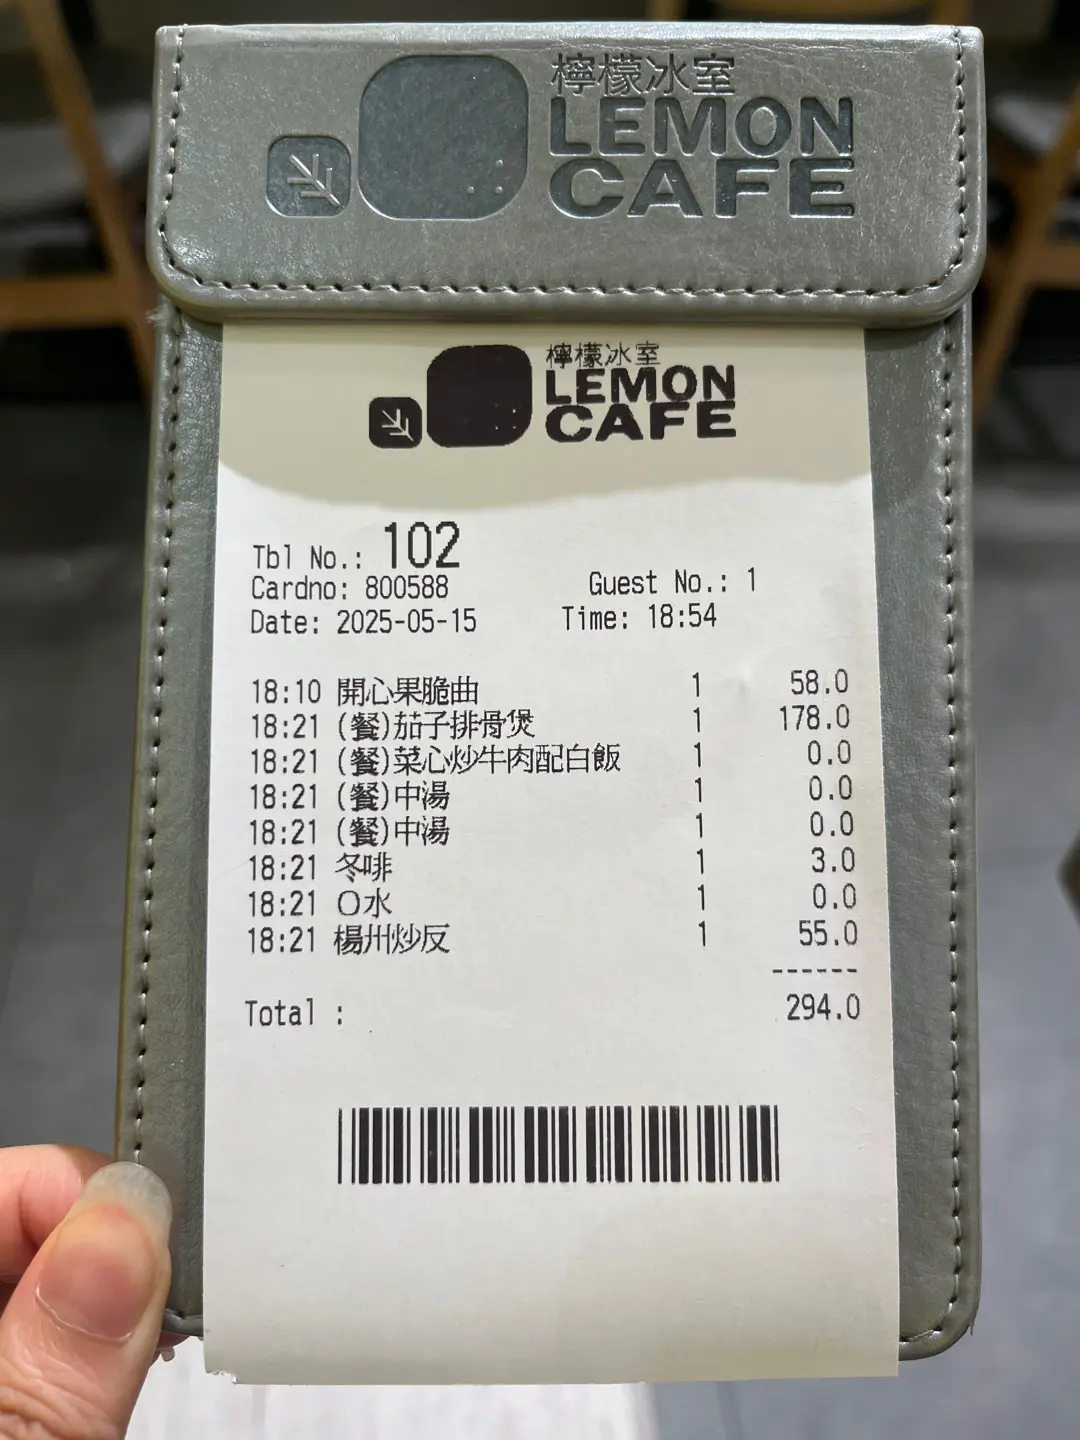 檸檬冰室
LEMON
CAFE
檸檬冰室
LEMON
CAFE
Tbl No.: 102
Cardno: 800588 Guest No.: 1
Date: 2025-05-15 Time: 18:54
18:10 開心果脆曲 1 58.0
18:21 (餐)茄子排骨煲 1 178.0
18:21 (餐)菜心炒牛肉配白飯 1 0.0
18:21 (餐)中湯 1 0.0
18:21 (餐)中湯 1 0.0
18:21 冬啡 1 3.0
18:21 O水 1 0.0
18:21 楊州炒反 1 55.0
------
Total : 294.0